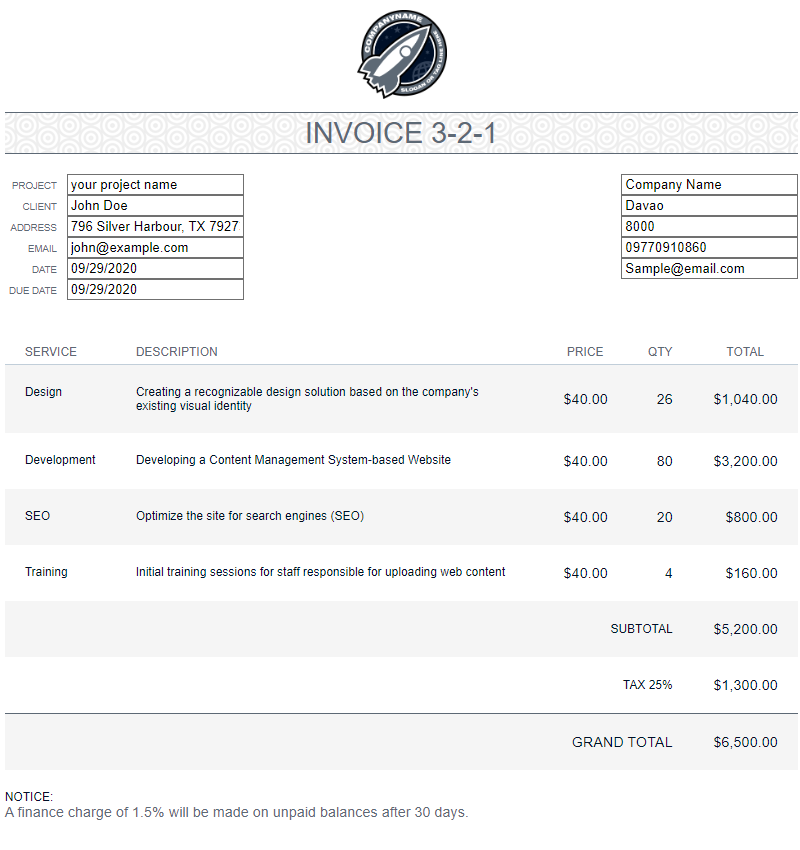 COMPANYNAME
SLOGAN OR TAG LINE HERE
INVOICE 3-2-1
PROJECT your project name
CLIENT John Doe
ADDRESS 796 Silver Harbour, TX 7927
EMAIL john@example.com
DATE 09/29/2020
DUE DATE 09/29/2020
Company Name
Davao
8000
09770910860
Sample@email.com
SERVICE DESCRIPTION PRICE QTY TOTAL
Design Creating a recognizable design solution based on the company's
existing visual identity $40.00 26 $1,040.00
Development Developing a Content Management System-based Website $40.00 80 $3,200.00
SEO Optimize the site for search engines (SEO) $40.00 20 $800.00
Training Initial training sessions for staff responsible for uploading web content $40.00 4 $160.00
SUBTOTAL $5,200.00
TAX 25% $1,300.00
GRAND TOTAL $6,500.00
NOTICE:
A finance charge of 1.5% will be made on unpaid balances after 30 days.